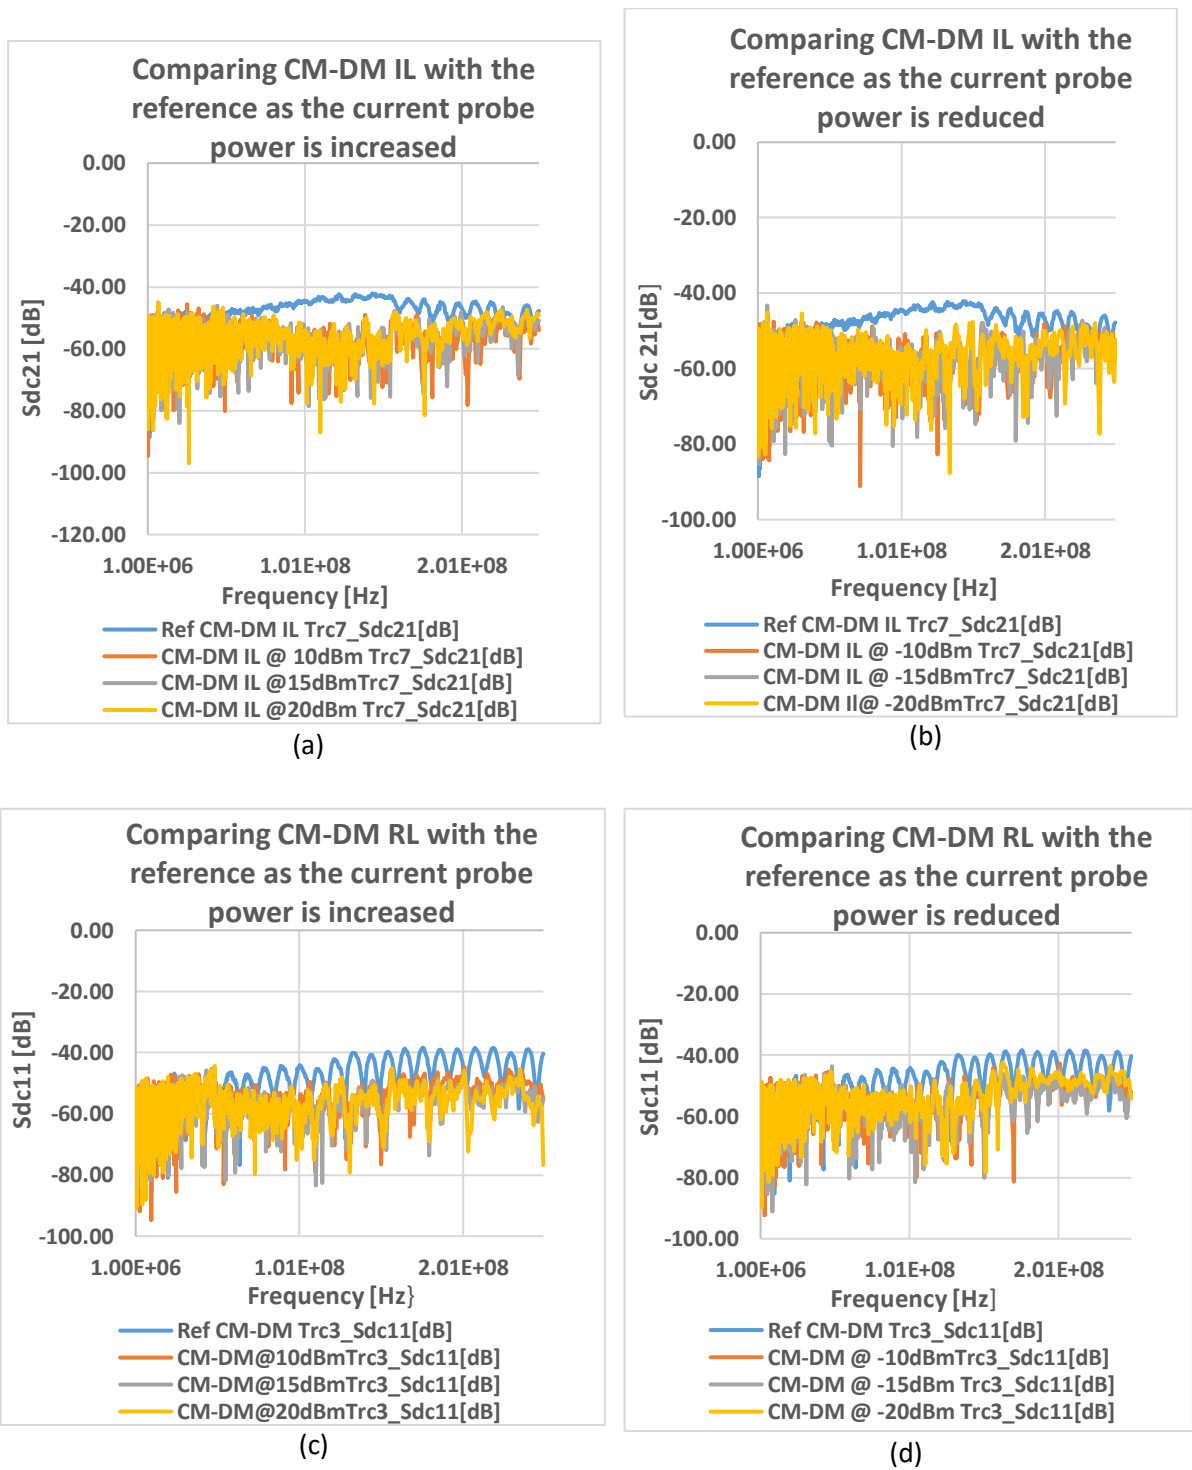 Comparing CM-DM IL with the
reference as the current probe
power is increased
0.00
-20.00
-40.00
-60.00
-80.00
-100.00
-120.00
Sdc21 [dB]
1.00E+06 1.01E+08 2.01E+08
Frequency [Hz]
Ref CM-DM IL Trc7_Sdc21[dB]
CM-DM IL @ 10dBm Trc7_Sdc21[dB]
CM-DM IL @15dBmTrc7_Sdc21[dB]
CM-DM IL @20dBm Trc7_Sdc21[dB]
(a)
Comparing CM-DM IL with the
reference as the current probe
power is reduced
0.00
-20.00
-40.00
-60.00
-80.00
-100.00
Sdc 21[dB]
1.00E+06 1.01E+08 2.01E+08
Frequency [Hz]
Ref CM-DM IL Trc7_Sdc21[dB]
CM-DM IL @ -10dBm Trc7_Sdc21[dB]
CM-DM IL @ -15dBmTrc7_Sdc21[dB]
CM-DM Il@ -20dBmTrc7_Sdc21[dB]
(b)
Comparing CM-DM RL with the
reference as the current probe
power is increased
0.00
-20.00
-40.00
-60.00
-80.00
-100.00
Sdc11 [dB]
1.00E+06 1.01E+08 2.01E+08
Frequency [Hz}
Ref CM-DM Trc3_Sdc11[dB]
CM-DM@10dBmTrc3_Sdc11[dB]
CM-DM@15dBmTrc3_Sdc11[dB]
CM-DM@20dBmTrc3_Sdc11[dB]
(c)
Comparing CM-DM RL with the
reference as the current probe
power is reduced
0.00
-20.00
-40.00
-60.00
-80.00
-100.00
Sdc11 [dB]
1.00E+06 1.01E+08 2.01E+08
Frequency [Hz]
Ref CM-DM Trc3_Sdc11[dB]
CM-DM @ -10dBmTrc3_Sdc11[dB]
CM-DM @ -15dBm Trc3_Sdc11[dB]
CM-DM @ -20dBm Trc3_Sdc11[dB]
(d)